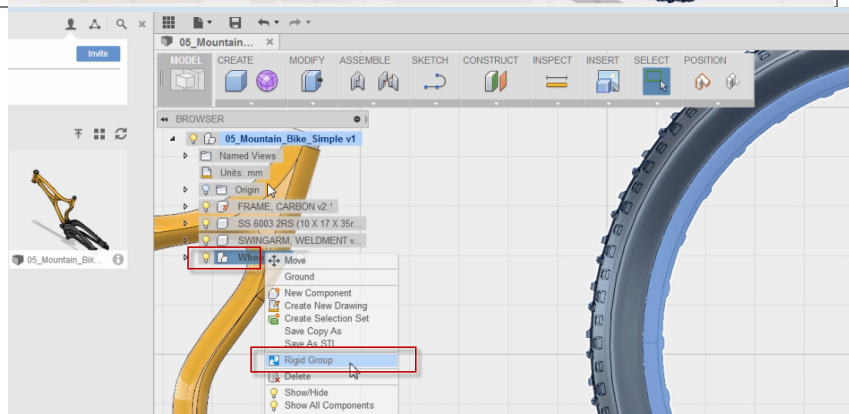 Invite
05_Mountain...
MODEL CREATE MODIFY ASSEMBLE SKETCH CONSTRUCT INSPECT INSERT SELECT POSITION
BROWSER
05_Mountain_Bike_Simple v1
Named Views
Units: mm
Origin
FRAME, CARBON v2:1
SS 6003 2RS (10 X 17 X 35r...
SWINGARM, WELDMENT v...
Whee
05_Mountain_Bik...
Move
Ground
New Component
Create New Drawing
Create Selection Set
Save Copy As
Save As STL
Rigid Group
Delete
Show/Hide
Show All Components